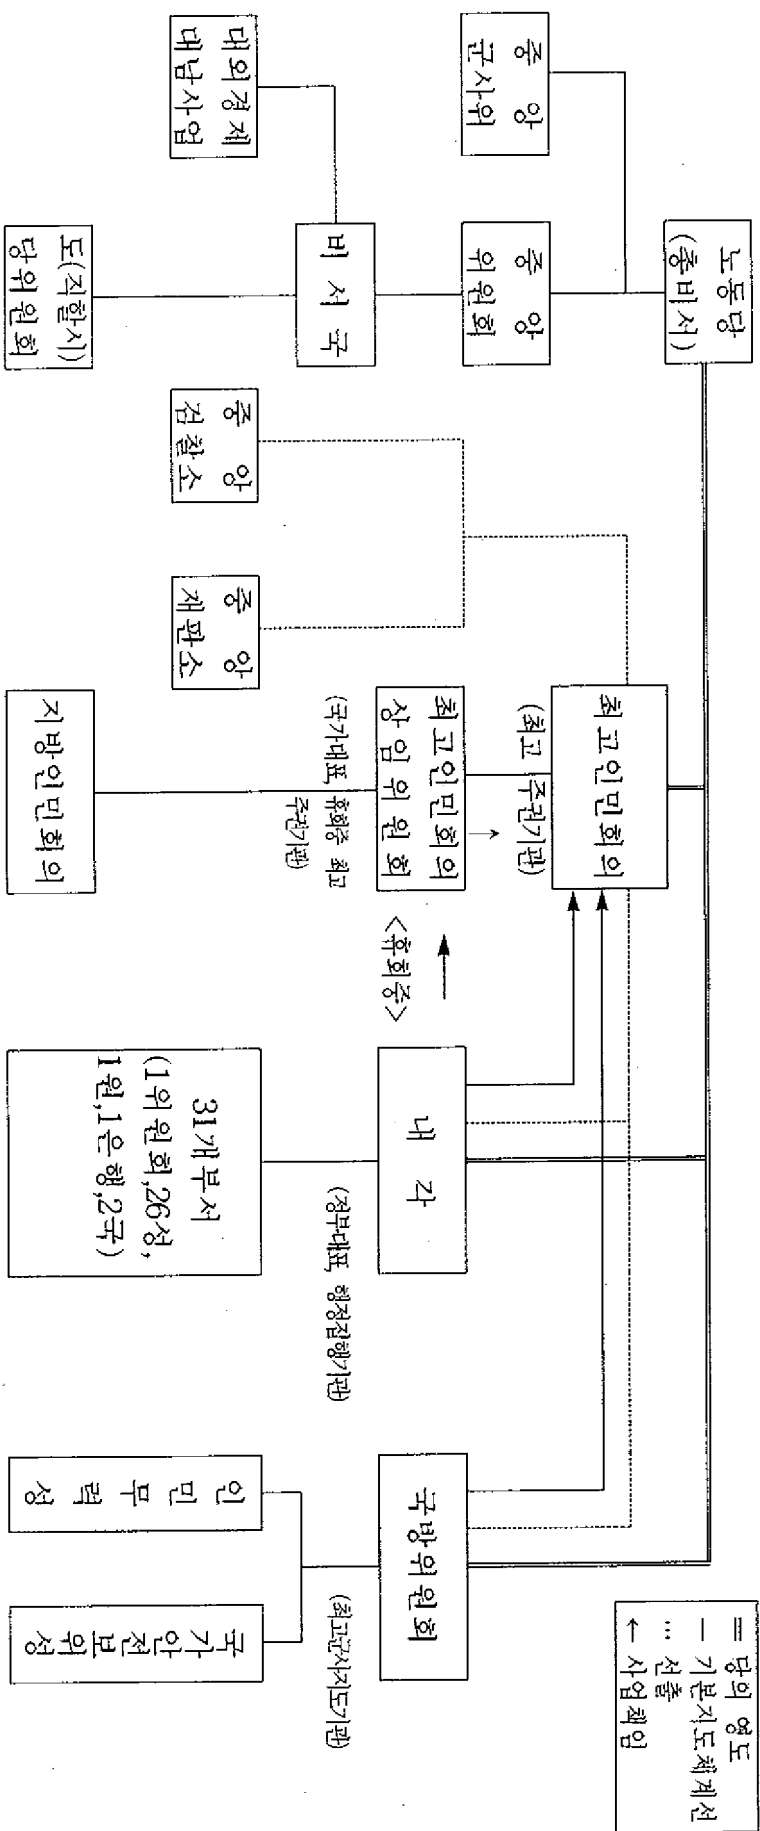 = 당의 영도
— 기본지도체계선
… 선출
← 사업책임
노동당
(총비서)
중 앙
군사위
중 앙
위원회
비 서 국
대외경제
대남사업
도(직할시)
당위원회
최고인민회의
(최고 주권기관)
중 앙
검찰소
중 앙
재판소
최고인민회의
상임위원회
(국가대표, 휴회중 최고
주권기관)
지방인민회의
<휴회중>
내 각
(정부대표, 행정집행기관)
31개부서
(1위원회,26성,
1원,1은행,2국)
국방위원회
(최고군사지도기관)
인 민 무 력 성
국가안전보위성